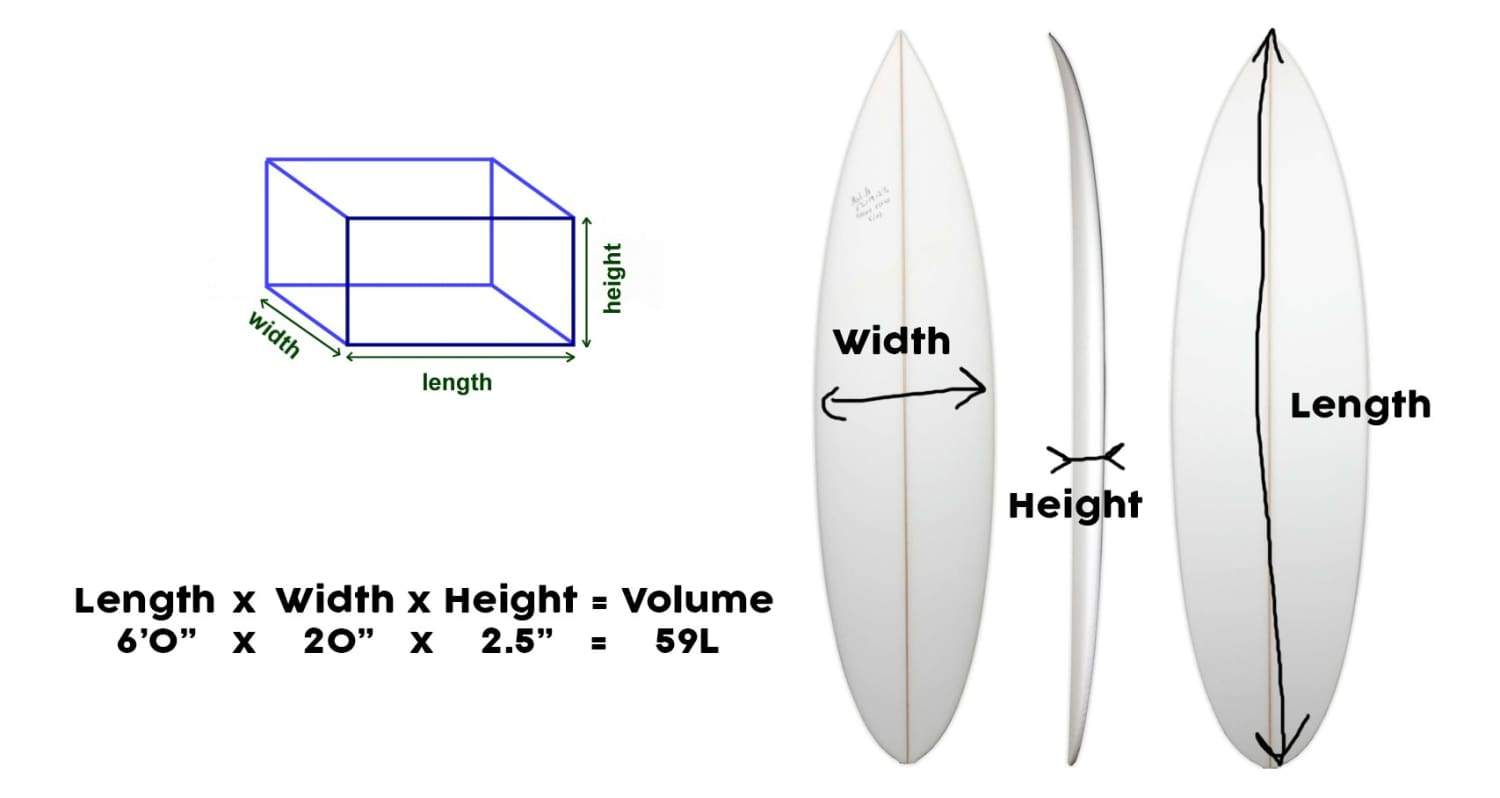 width
length
height
Length x Width x Height = Volume
6’0” x 20” x 2.5” = 59L
Width
Height
Length